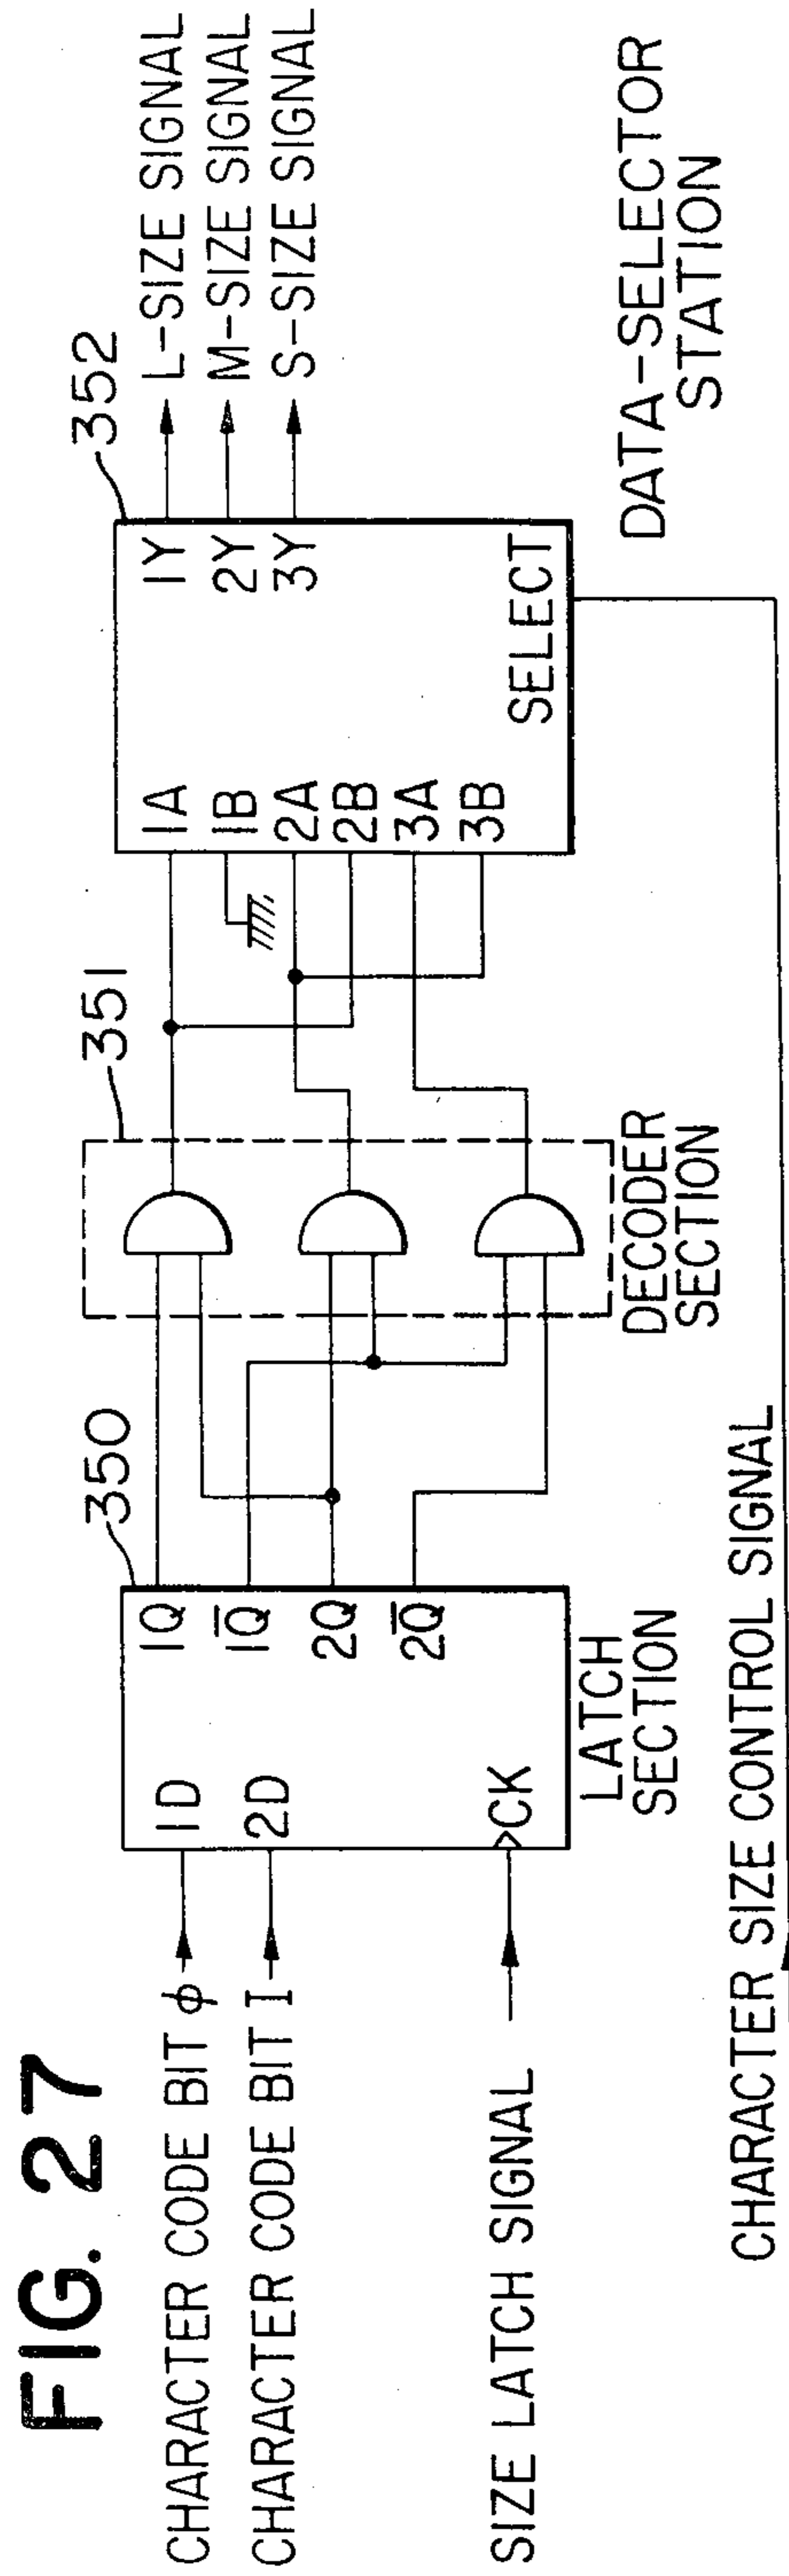 FIG. 27
CHARACTER CODE BIT ϕ
CHARACTER CODE BIT I
SIZE LATCH SIGNAL
CHARACTER SIZE CONTROL SIGNAL
350
1D
2D
CK
1Q
1Q̅
2Q
2Q̅
LATCH
SECTION
351
DECODER
SECTION
352
1A
1B
2A
2B
3A
3B
1Y
2Y
3Y
SELECT
L-SIZE SIGNAL
M-SIZE SIGNAL
S-SIZE SIGNAL
DATA-SELECTOR
STATION